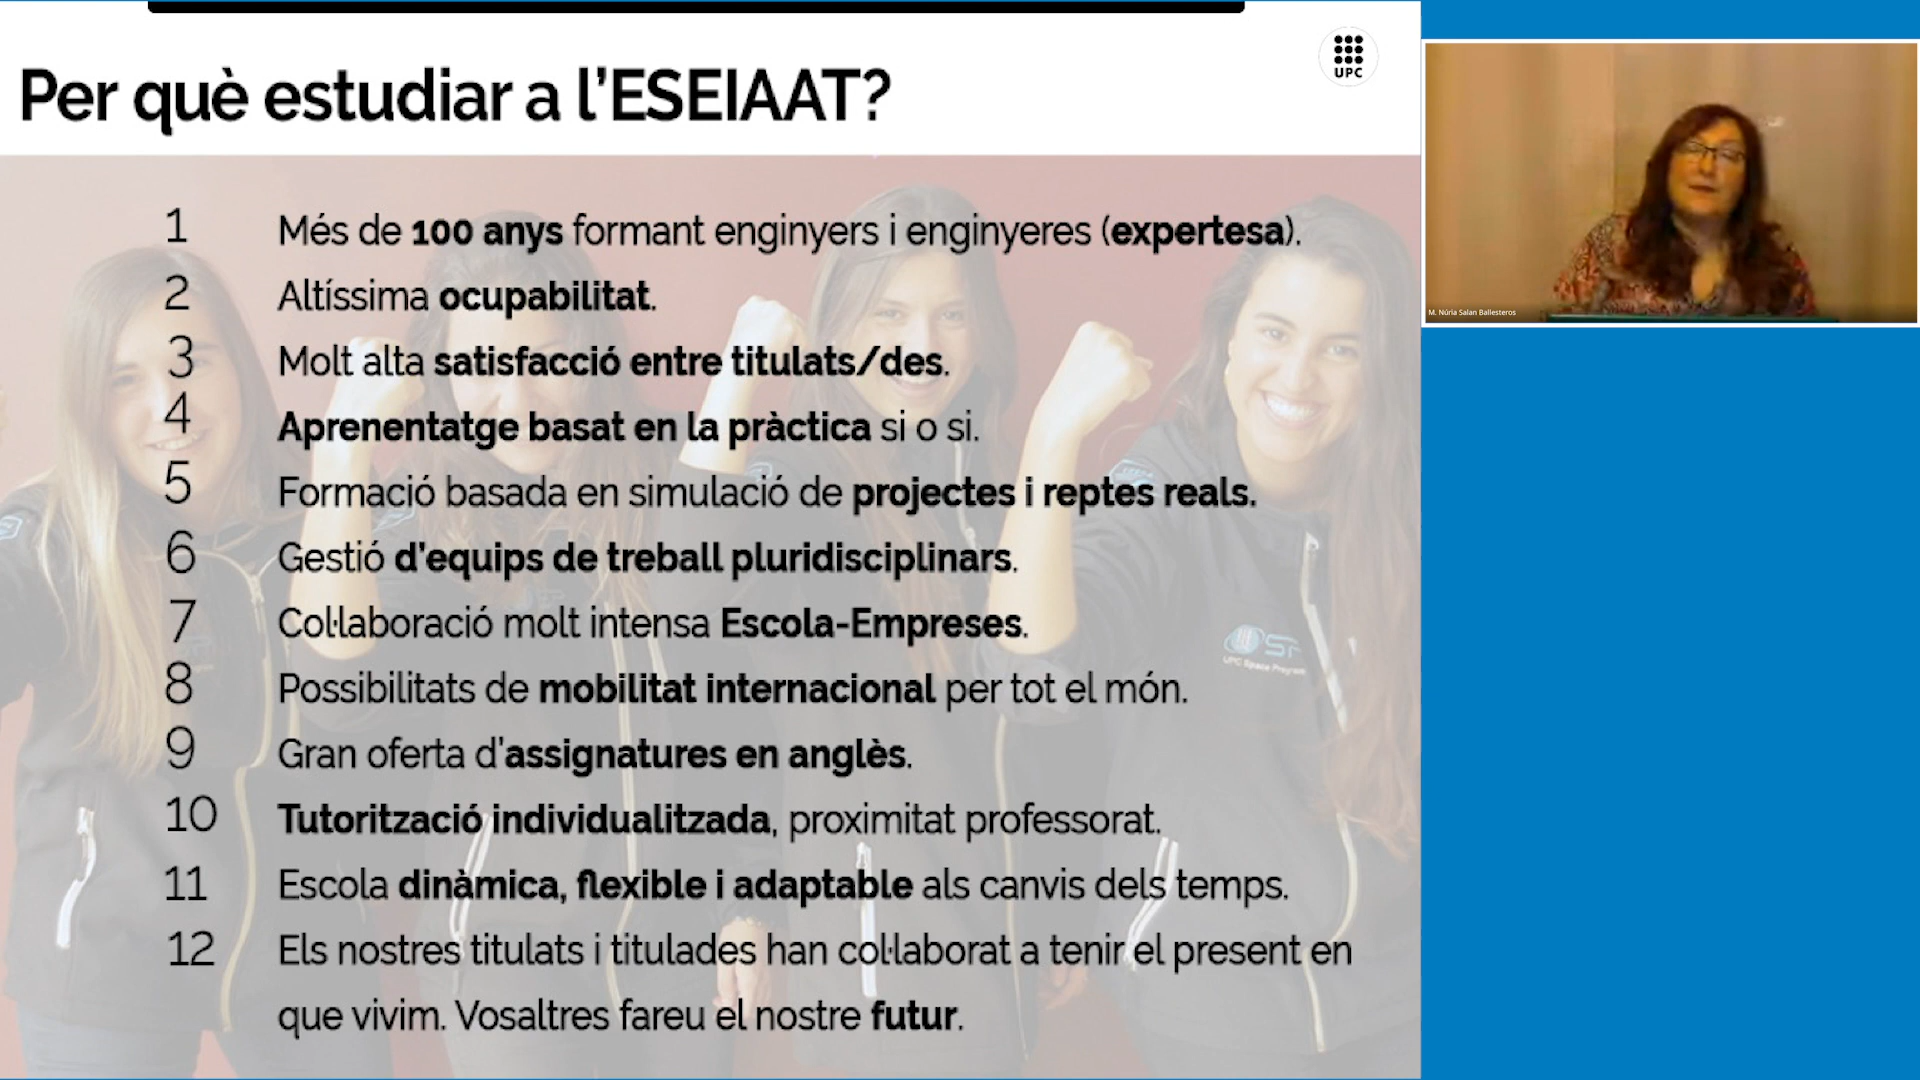 Per què estudiar a l'ESEIAAT?
UPC
1 Més de 100 anys formant enginyers i enginyeres (expertesa).
2 Altíssima ocupabilitat.
3 Molt alta satisfacció entre titulats/des.
4 Aprenentatge basat en la pràctica si o si.
5 Formació basada en simulació de projectes i reptes reals.
6 Gestió d'equips de treball pluridisciplinars.
7 Col·laboració molt intensa Escola-Empreses.
8 Possibilitats de mobilitat internacional per tot el món.
9 Gran oferta d'assignatures en anglès.
10 Tutorització individualitzada, proximitat professorat.
11 Escola dinàmica, flexible i adaptable als canvis dels temps.
12 Els nostres titulats i titulades han col·laborat a tenir el present en
que vivim. Vosaltres fareu el nostre futur.
UPC Space Program
M. Núria Salan Ballesteros